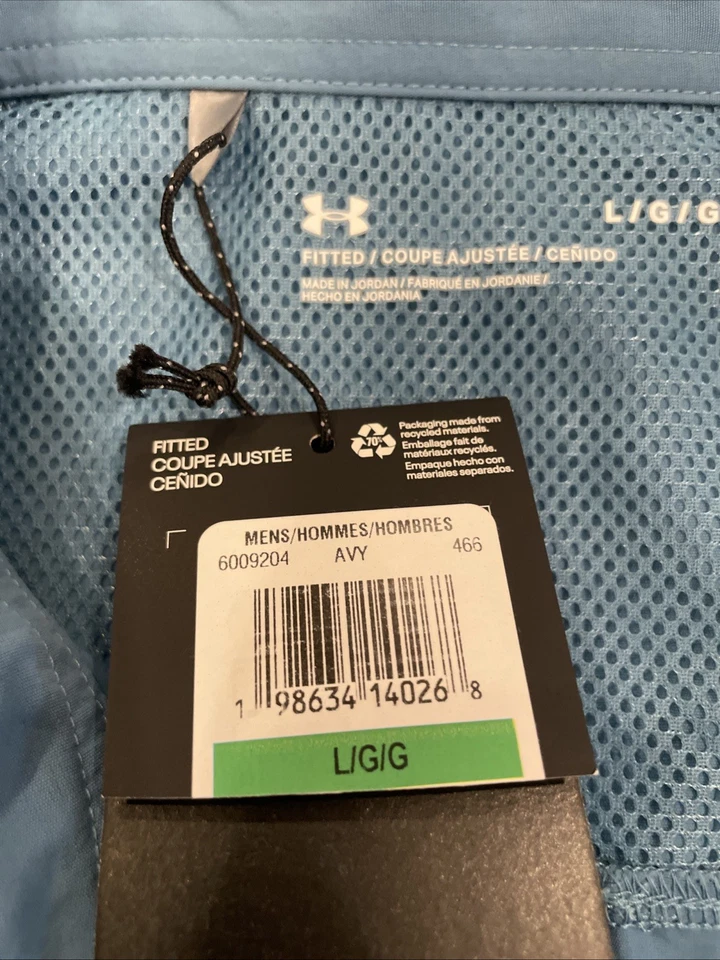 L/G/G
FITTED / COUPE AJUSTÉE / CEÑIDO
MADE IN JORDAN / FABRIQUÉ EN JORDANIE /
HECHO EN JORDANIA
FITTED
COUPE AJUSTÉE
CEÑIDO
70%
Packaging made from
recycled materials.
Emballage fait de
matériaux recyclés.
Empaque hecho con
materiales separados.
MENS/HOMMES/HOMBRES
6009204 AVY 466
1 98634 14026 8
L/G/G